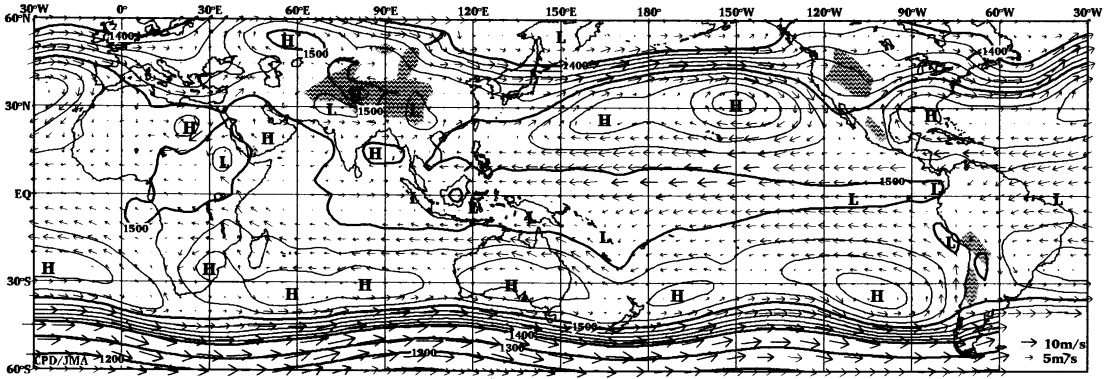 30°W 0° 30°E 60°E 90°E 120°E 150°E 180° 150°W 120°W 90°W 60°W 30°W
60°N
1400 H 1500 L H 1400
1400
30°N H L 1500 L H H H
H H
L H
EQ L 1500 L L
1500 L L
L L
H H H H H H
30°S H
1500
1400
1300
1200
CPD/JMA 1200
60°S
10m/s
5m/s